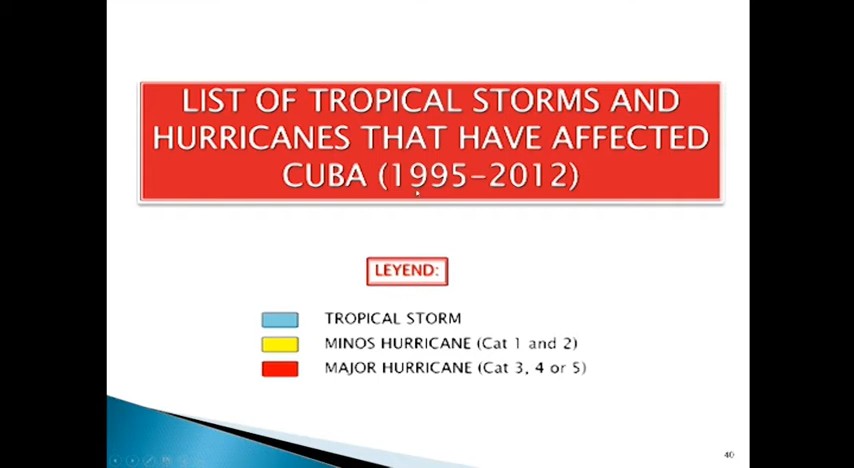 LIST OF TROPICAL STORMS AND
HURRICANES THAT HAVE AFFECTED
CUBA (1995-2012)
LEYEND:
TROPICAL STORM
MINOS HURRICANE (Cat 1 and 2)
MAJOR HURRICANE (Cat 3, 4 or 5)
40